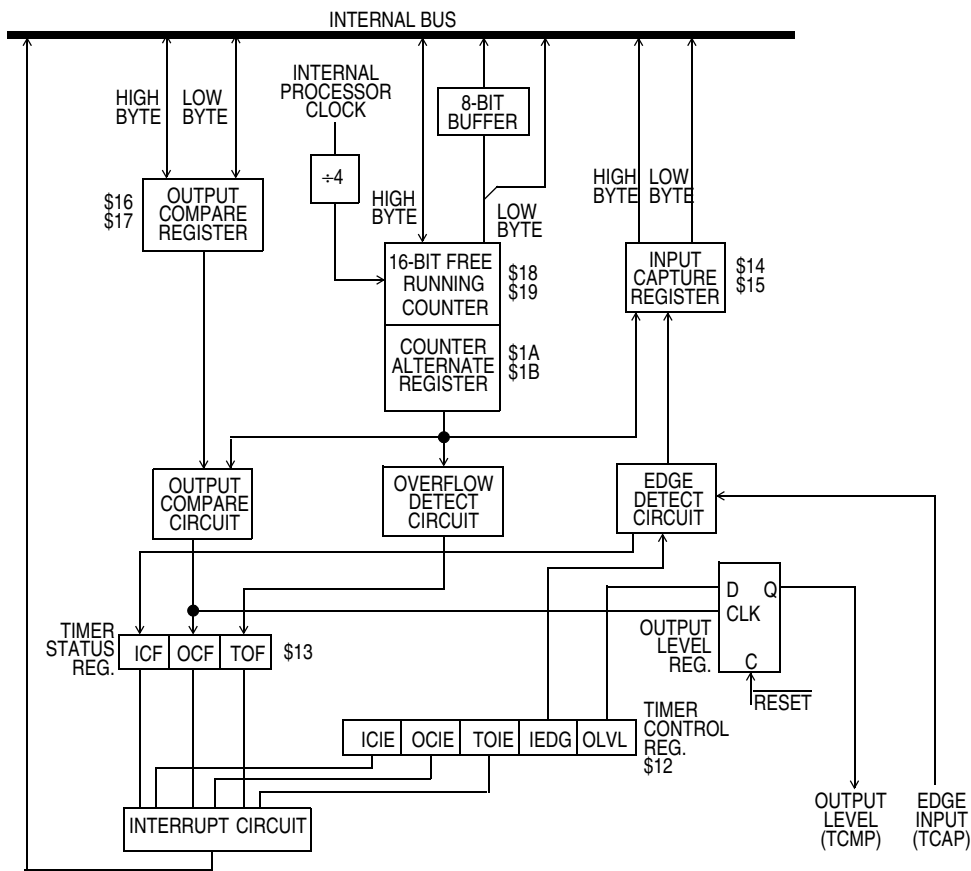 INTERNAL BUS
HIGH
BYTE
LOW
BYTE
INTERNAL
PROCESSOR
CLOCK
÷4
8-BIT
BUFFER
HIGH
BYTE
LOW
BYTE
HIGH
BYTE
LOW
BYTE
$16
$17
OUTPUT
COMPARE
REGISTER
16-BIT FREE
RUNNING
COUNTER
$18
$19
COUNTER
ALTERNATE
REGISTER
$1A
$1B
INPUT
CAPTURE
REGISTER
$14
$15
OUTPUT
COMPARE
CIRCUIT
OVERFLOW
DETECT
CIRCUIT
EDGE
DETECT
CIRCUIT
D Q
CLK
C
OUTPUT
LEVEL
REG.
RESET
TIMER
STATUS
REG.
ICF OCF TOF
$13
ICIE OCIE TOIE IEDG OLVL
TIMER
CONTROL
REG.
$12
INTERRUPT CIRCUIT
OUTPUT
LEVEL
(TCMP)
EDGE
INPUT
(TCAP)